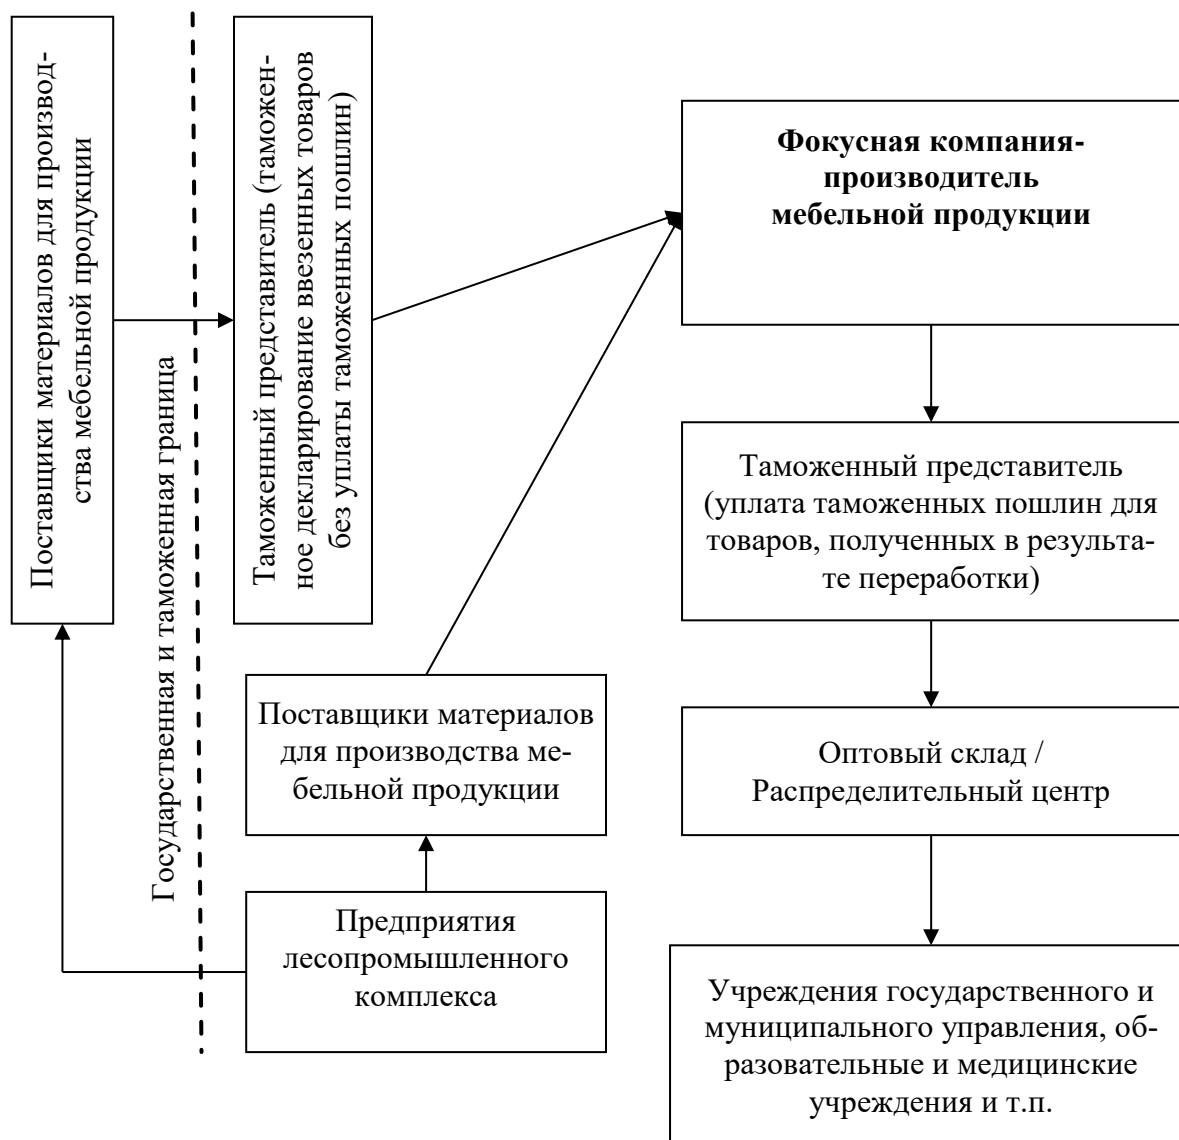 Поставщики материалов для производ-
ства мебельной продукции
Государственная и таможенная граница
Таможенный представитель (таможен-
ное декларирование ввезенных товаров
без уплаты таможенных пошлин)
Фокусная компания-
производитель
мебельной продукции
Таможенный представитель
(уплата таможенных пошлин для
товаров, полученных в результа-
те переработки)
Поставщики материалов
для производства ме-
бельной продукции
Оптовый склад /
Распределительный центр
Предприятия
лесопромышленного
комплекса
Учреждения государственного и
муниципального управления, об-
разовательные и медицинские
учреждения и т.п.